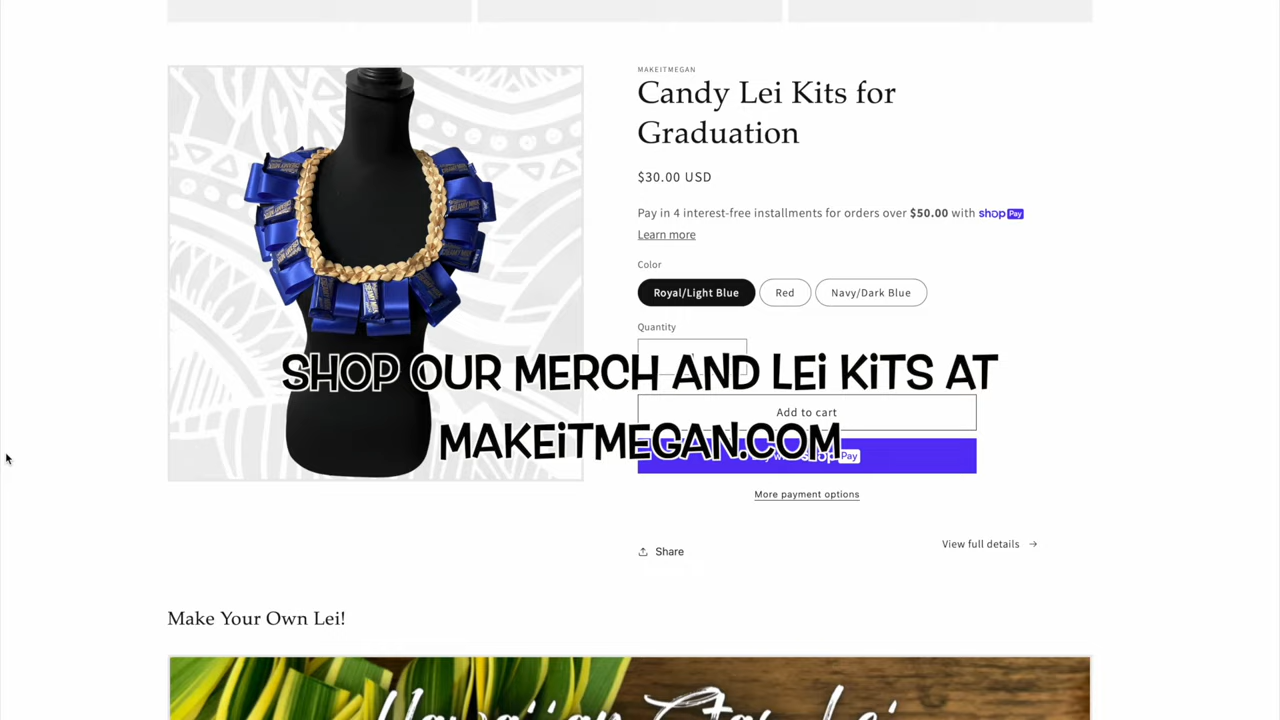 MAKEITMEGAN
Candy Lei Kits for
Graduation
$30.00 USD
Pay in 4 interest-free installments for orders over $50.00 with shop Pay
Learn more
Color
Royal/Light Blue Red Navy/Dark Blue
Quantity
SHOP OUR MERCH AND LEi KiTS AT
Add to cart
MAKEiTMEGAN.COM
Pay
More payment options
View full details →
Share
Make Your Own Lei!
Hawaiian